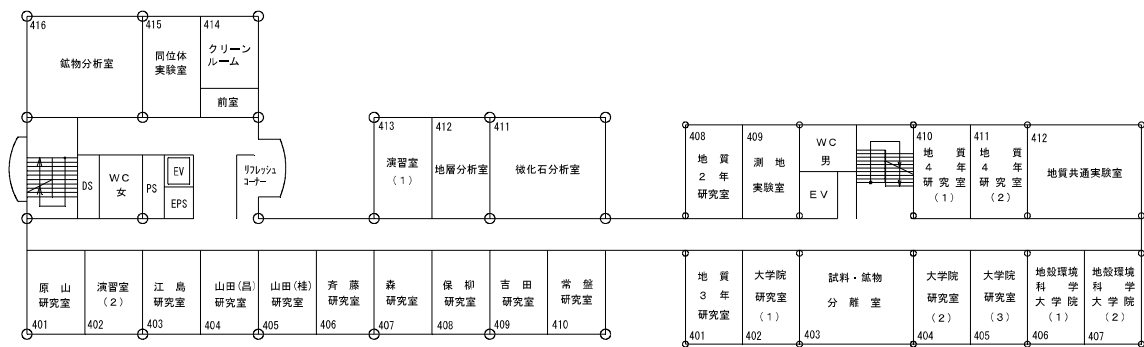 416
鉱物分析室
415
同位体
実験室
414
クリーン
ルーム
前室
DS
WC
女
PS
EV
EPS
リフレッシュ
コーナー
413
演習室
(1)
412
地層分析室
411
微化石分析室
408
地質
2年
研究室
409
測地
実験室
WC
男
EV
410
地質
4年
研究室
(1)
411
地質
4年
研究室
(2)
412
地質共通実験室
原山
研究室
401
演習室
(2)
402
江島
研究室
403
山田(昌)
研究室
404
山田(桂)
研究室
405
斉藤
研究室
406
森
研究室
407
保柳
研究室
408
吉田
研究室
409
常盤
研究室
410
地質
3年
研究室
401
大学院
研究室
(1)
402
試料・鉱物
分離室
403
大学院
研究室
(2)
404
大学院
研究室
(3)
405
地殻環境
科学
大学院
(1)
406
地殻環境
科学
大学院
(2)
407